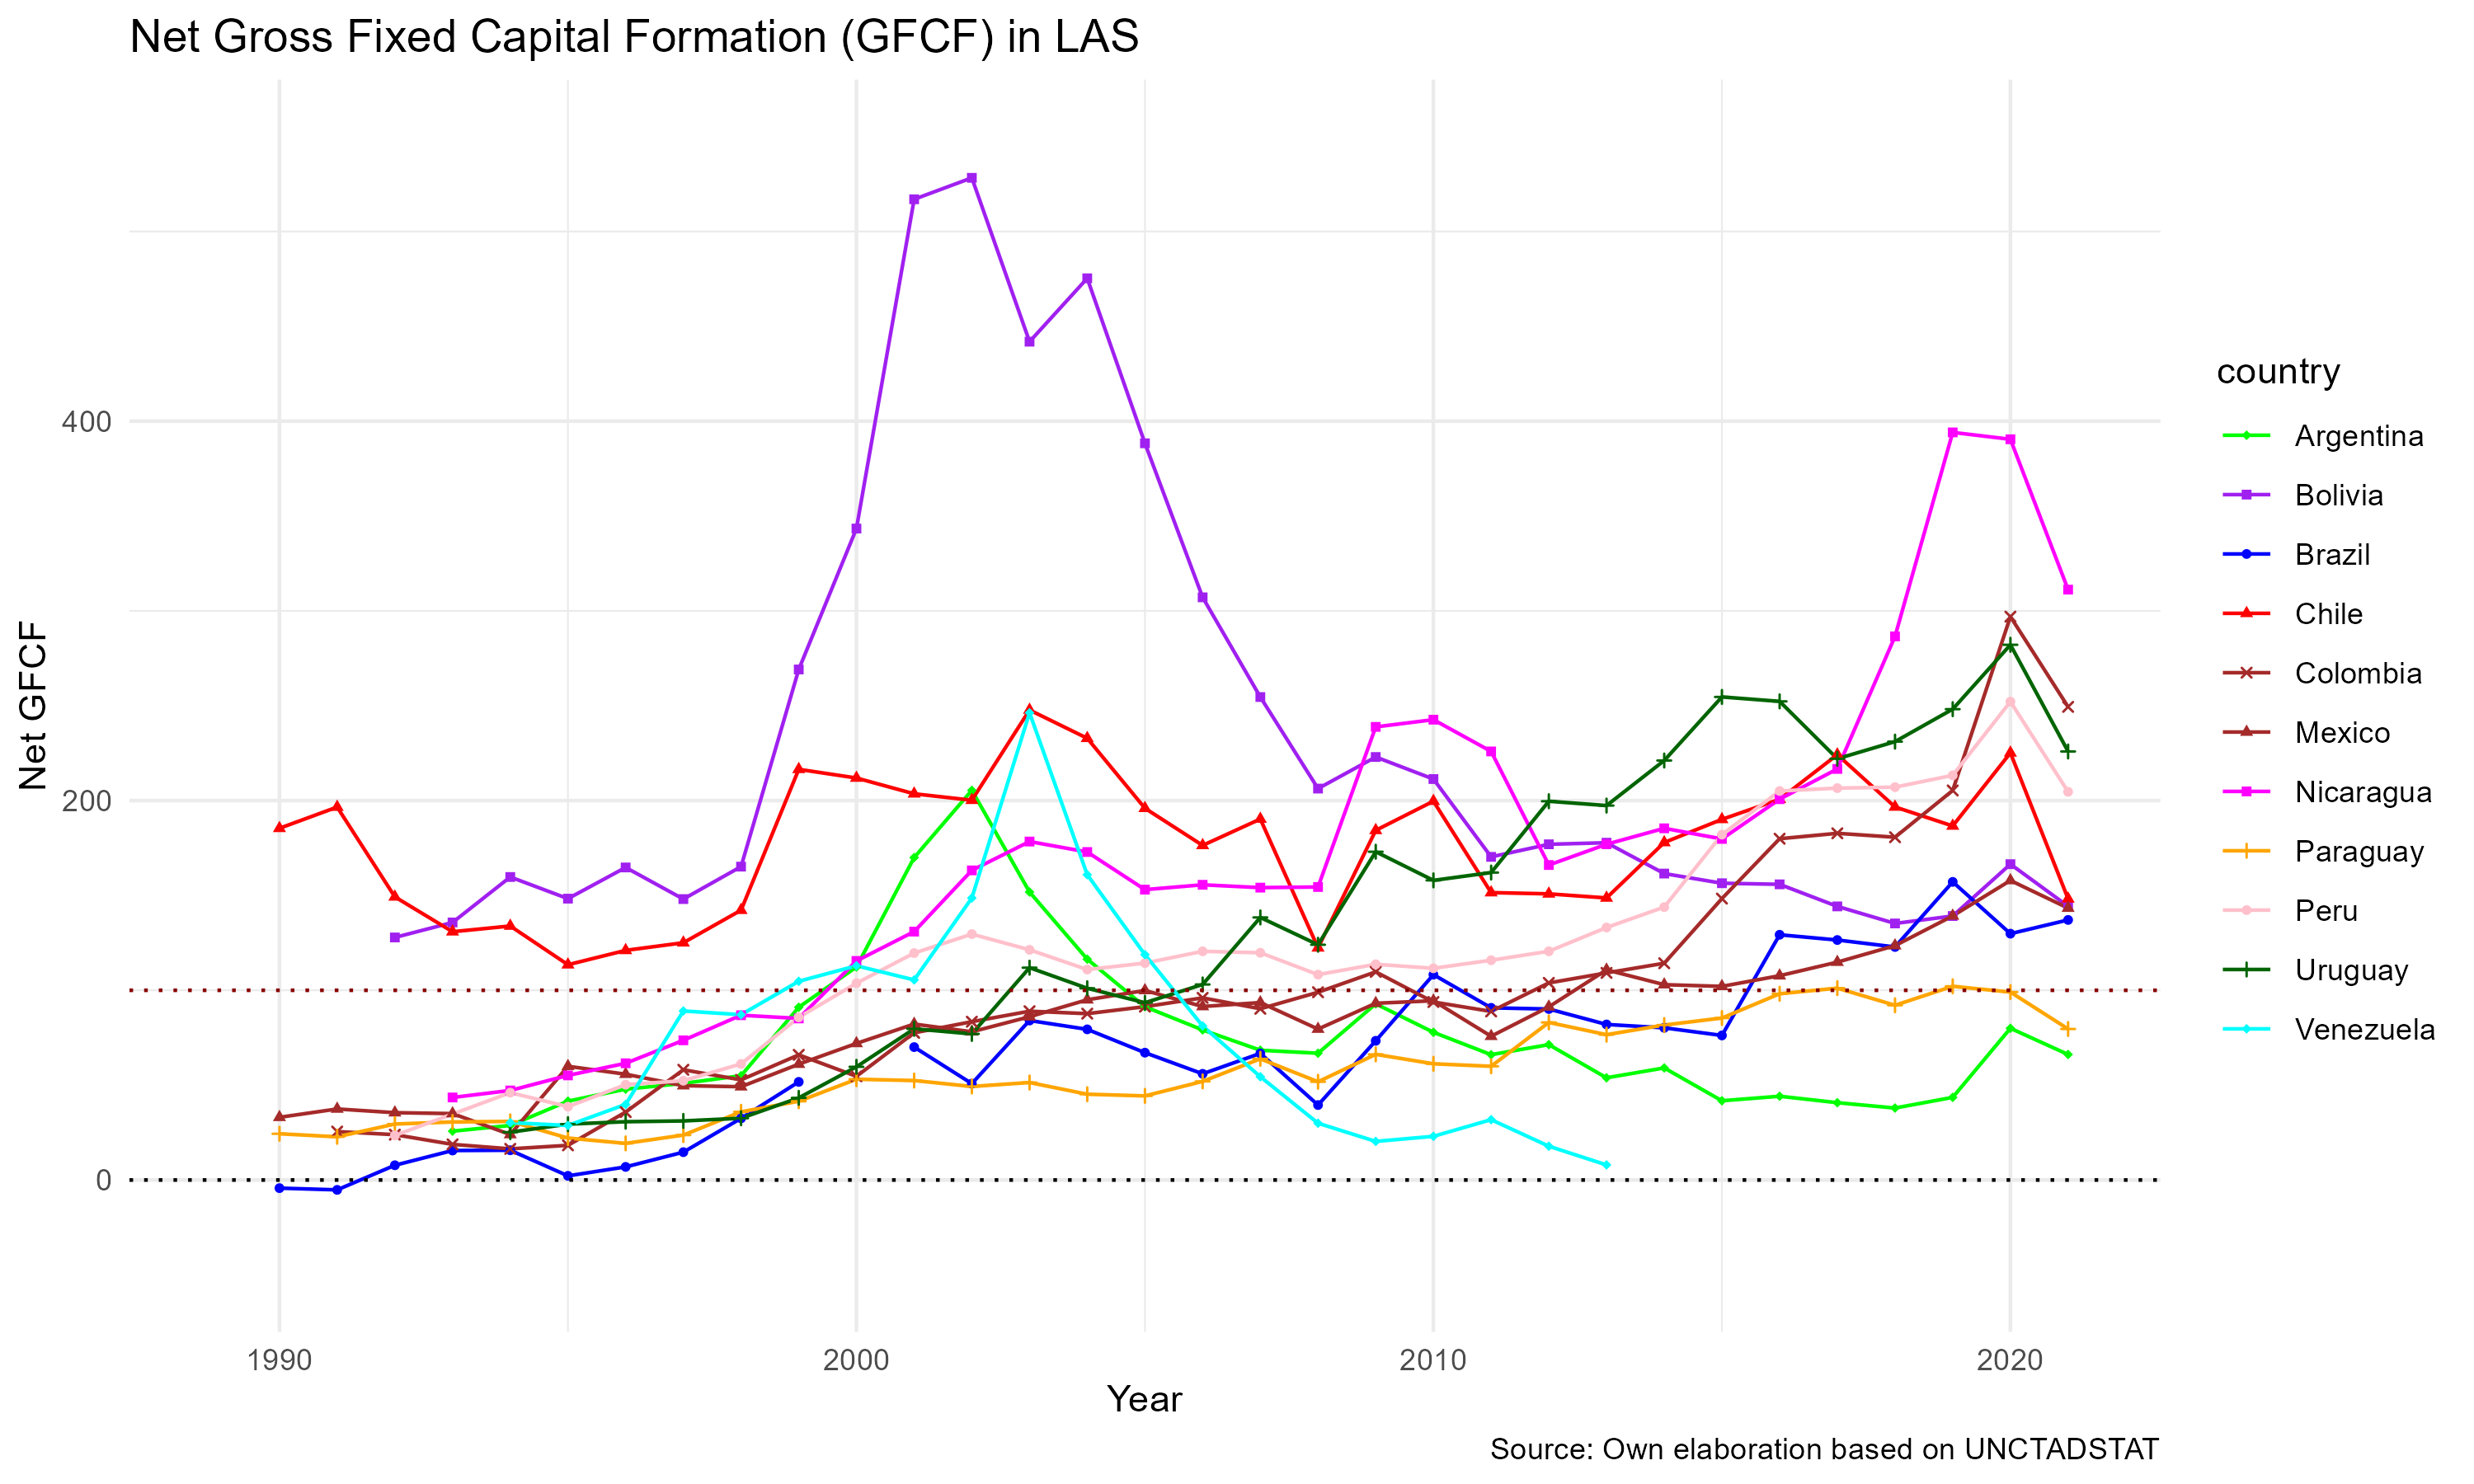 Net Gross Fixed Capital Formation (GFCF) in LAS
Net GFCF
400
200
0
1990
2000
2010
2020
Year
country
Argentina
Bolivia
Brazil
Chile
Colombia
Mexico
Nicaragua
Paraguay
Peru
Uruguay
Venezuela
Source: Own elaboration based on UNCTADSTAT